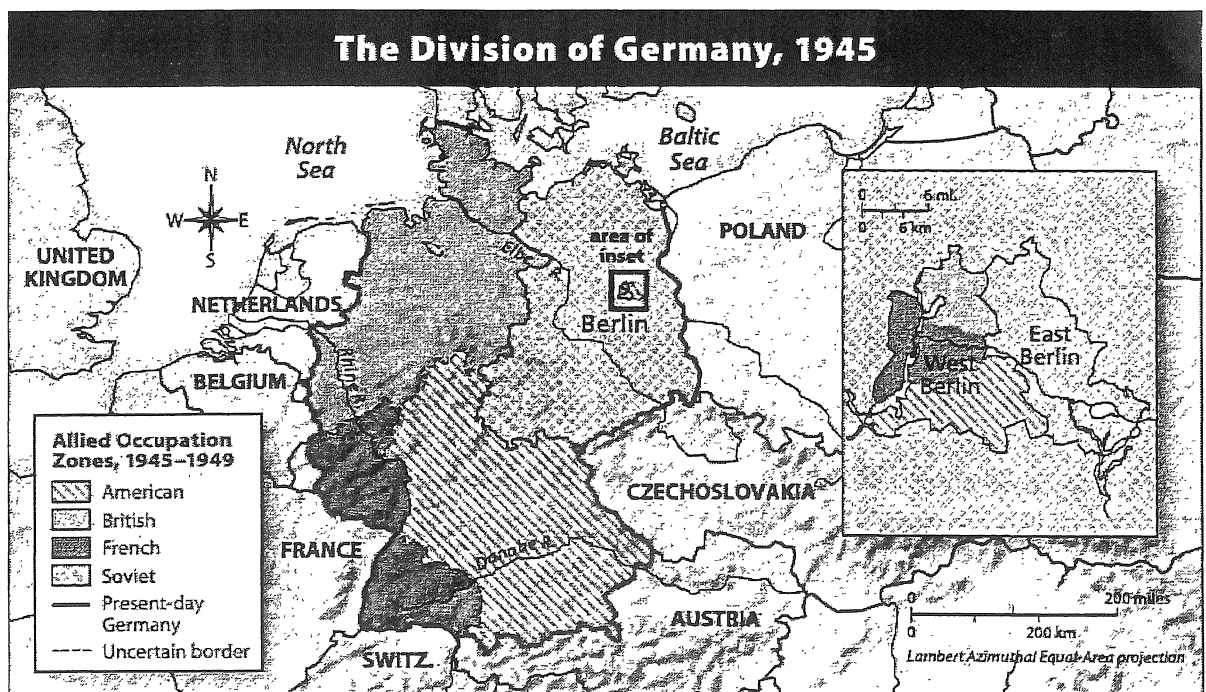 The Division of Germany, 1945
North
Sea
Baltic
Sea
N
W
E
S
UNITED
KINGDOM
NETHERLANDS
BELGIUM
FRANCE
SWITZ.
AUSTRIA
CZECHOSLOVAKIA
POLAND
Elbe R.
Rhine R.
Danube R.
area of
inset
Berlin
0 6 mi.
0 6 km
West
Berlin
East
Berlin
Allied Occupation
Zones, 1945–1949
American
British
French
Soviet
Present-day
Germany
Uncertain border
0 200 miles
0 200 km
Lambert Azimuthal Equal-Area projection